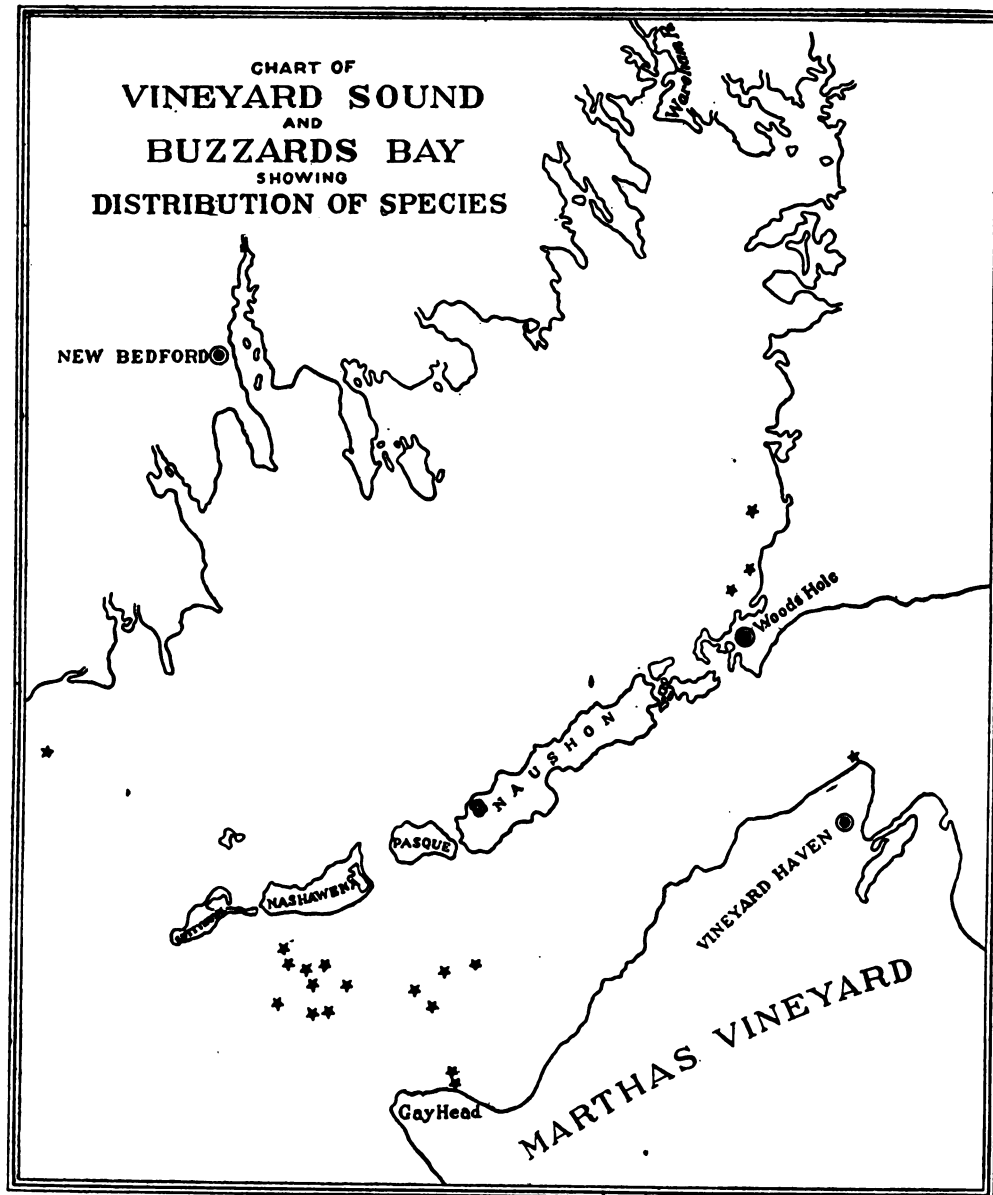 CHART OF
VINEYARD SOUND
AND
BUZZARDS BAY
SHOWING
DISTRIBUTION OF SPECIES
Wareham R.
NEW BEDFORD
Woods Hole
NAUSHON
PASQUE
NASHAWENA
VINEYARD HAVEN
MARTHAS VINEYARD
Gay Head